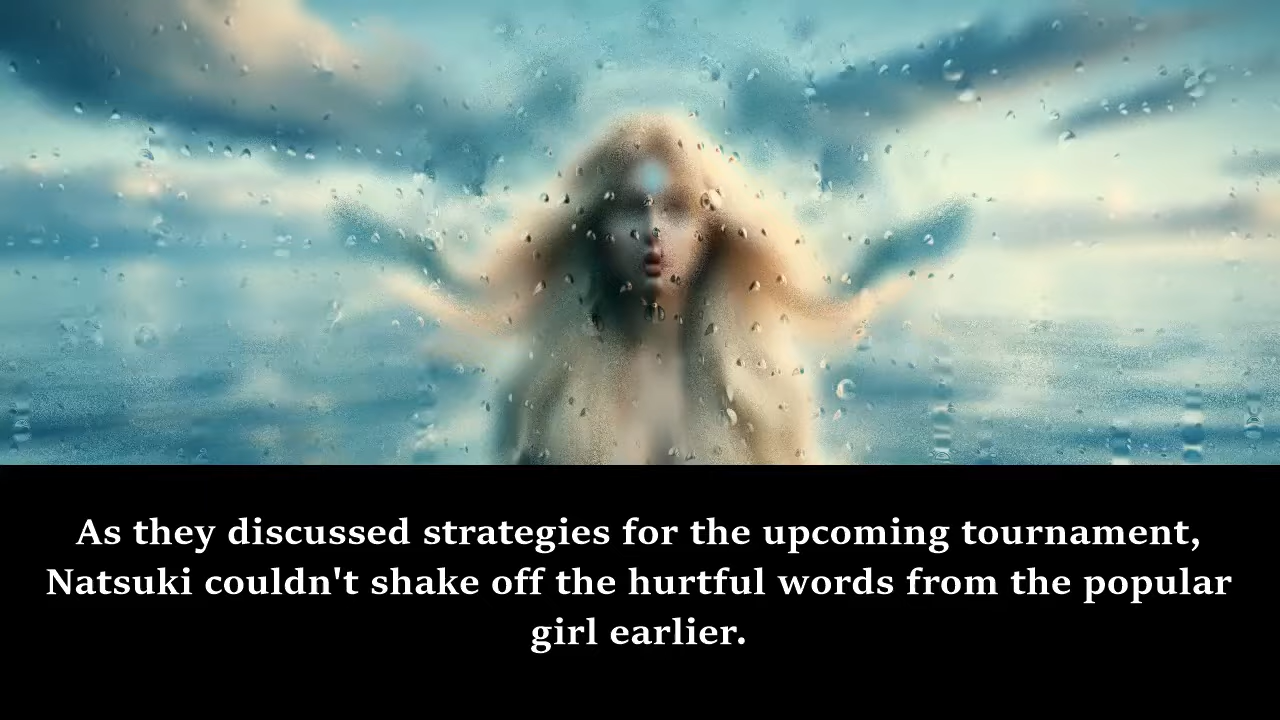 As they discussed strategies for the upcoming tournament,
Natsuki couldn't shake off the hurtful words from the popular
girl earlier.